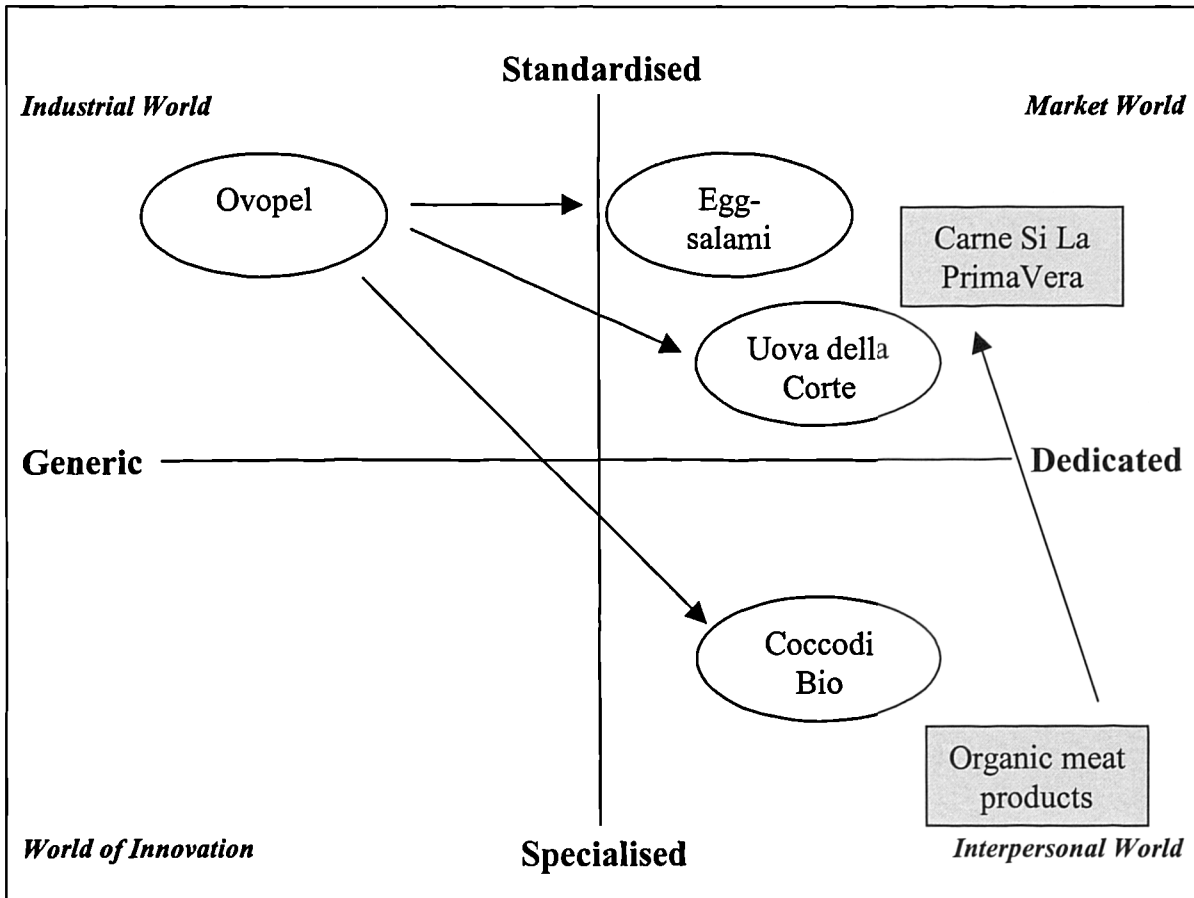 Standardised
Industrial World
Market World
Ovopel
Egg-
salami
Carne Si La
PrimaVera
Uova della
Corte
Generic
Dedicated
Coccodi
Bio
Organic meat
products
World of Innovation
Specialised
Interpersonal World